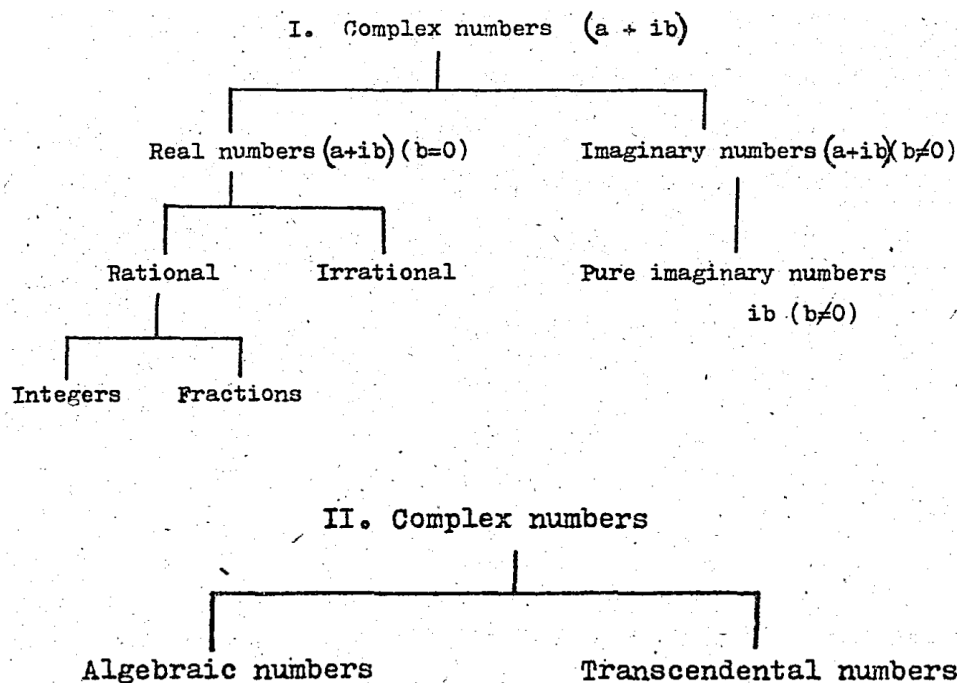 I. Complex numbers (a + ib)
Real numbers (a+ib) (b=0) Imaginary numbers (a+ib)(b≠0)
Rational Irrational Pure imaginary numbers
ib (b≠0)
Integers Fractions
II. Complex numbers
Algebraic numbers Transcendental numbers